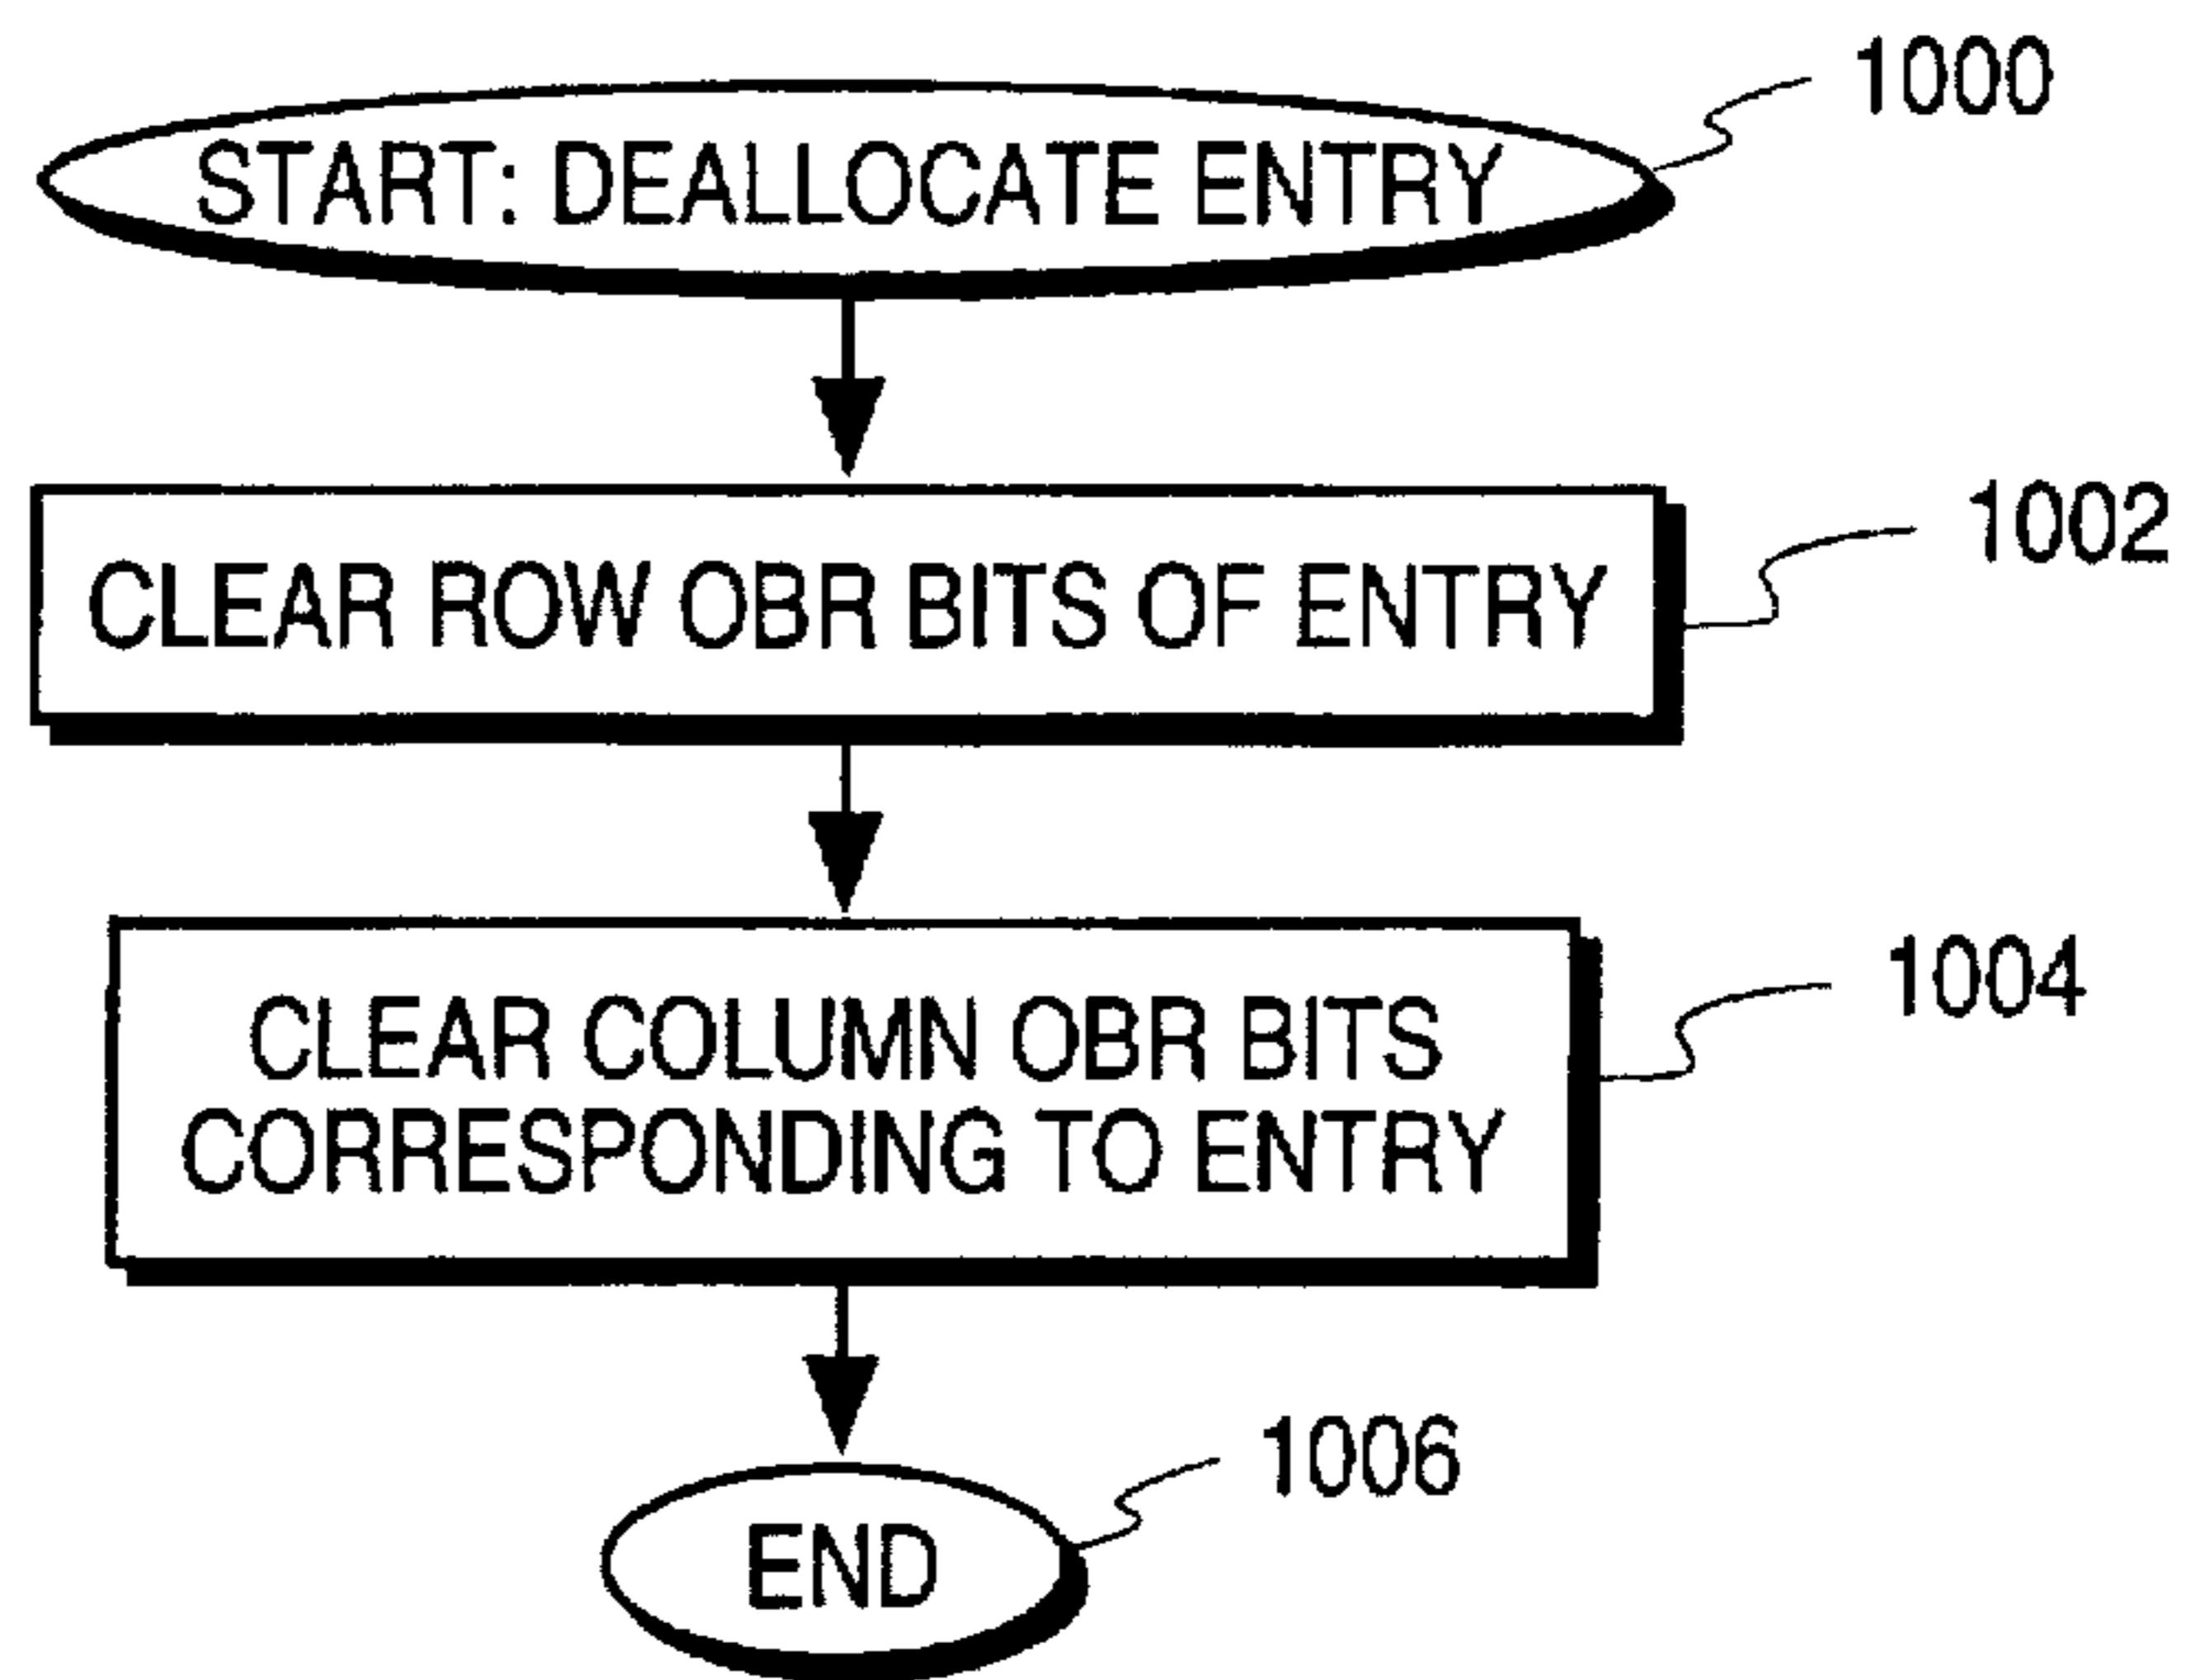 1000
START: DEALLOCATE ENTRY
1002
CLEAR ROW OBR BITS OF ENTRY
1004
CLEAR COLUMN OBR BITS
CORRESPONDING TO ENTRY
1006
END